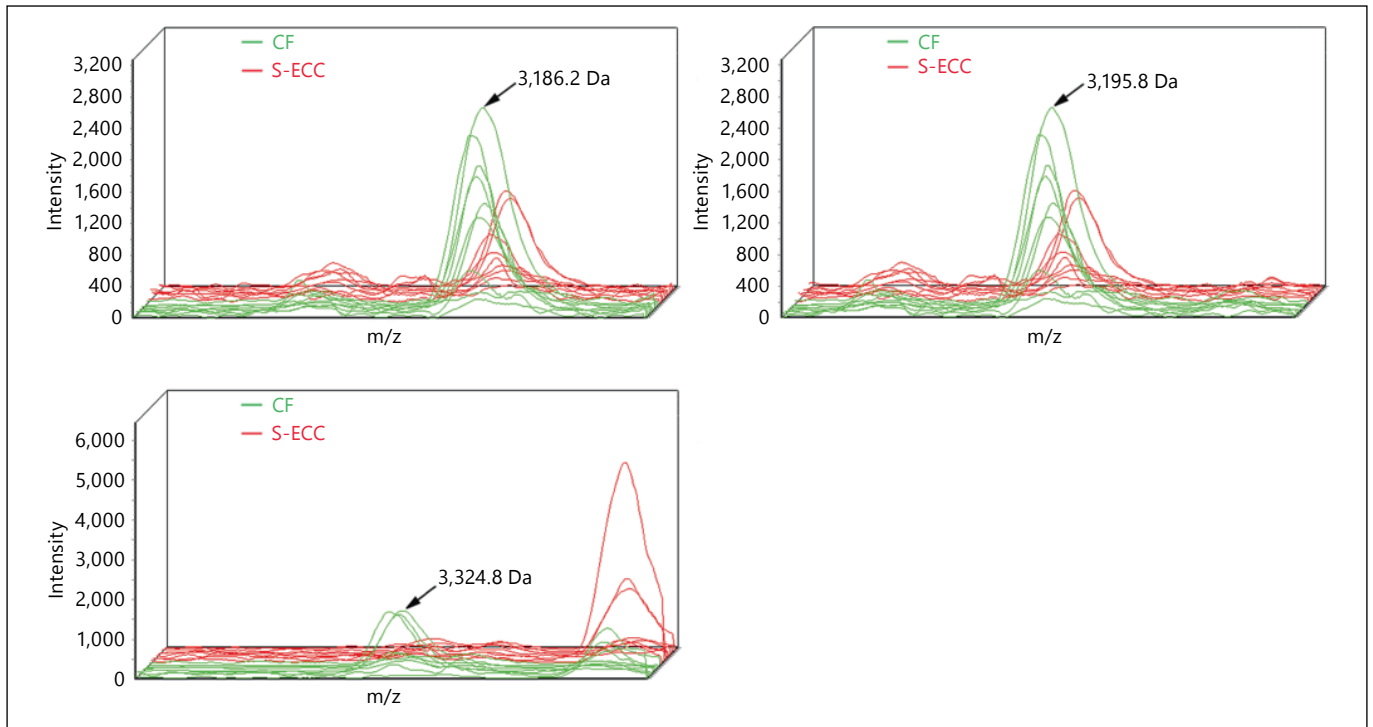 CF
S-ECC
3,186.2 Da
Intensity
3,200
2,800
2,400
2,000
1,600
1,200
800
400
0
m/z
CF
S-ECC
3,195.8 Da
Intensity
3,200
2,800
2,400
2,000
1,600
1,200
800
400
0
m/z
CF
S-ECC
3,324.8 Da
Intensity
6,000
5,000
4,000
3,000
2,000
1,000
0
m/z